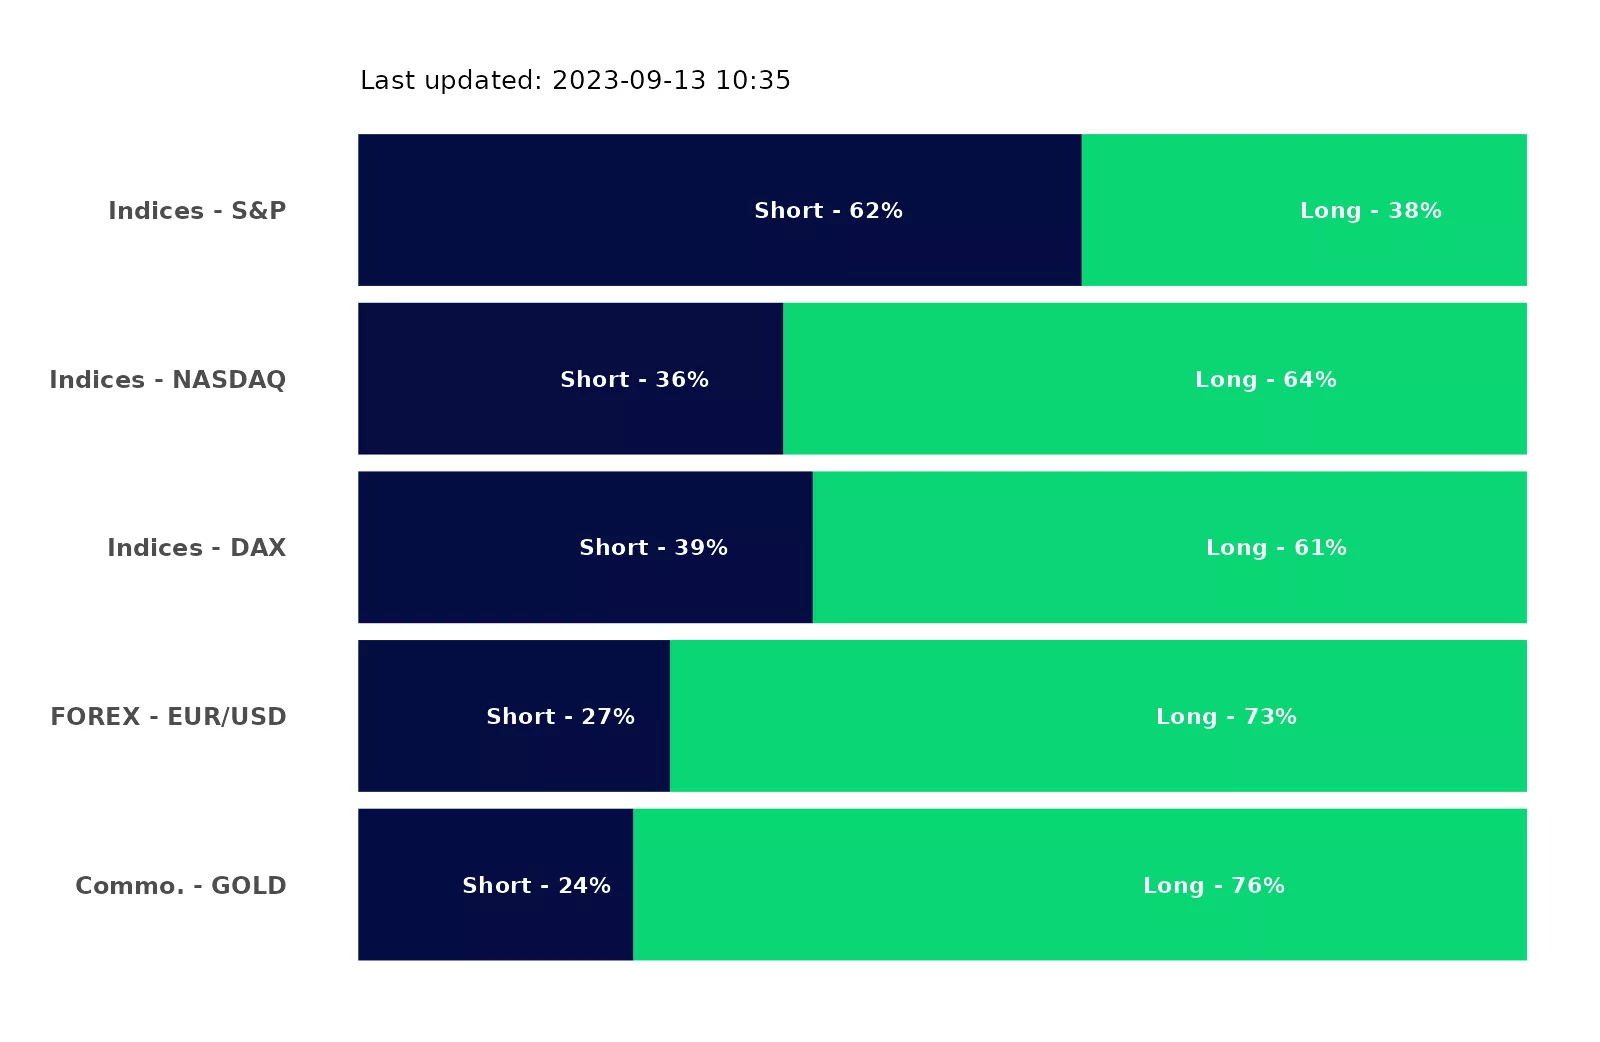 Last updated: 2023-09-13 10:35
Indices - S&P
Short - 62%
Long - 38%
Indices - NASDAQ
Short - 36%
Long - 64%
Indices - DAX
Short - 39%
Long - 61%
FOREX - EUR/USD
Short - 27%
Long - 73%
Commo. - GOLD
Short - 24%
Long - 76%